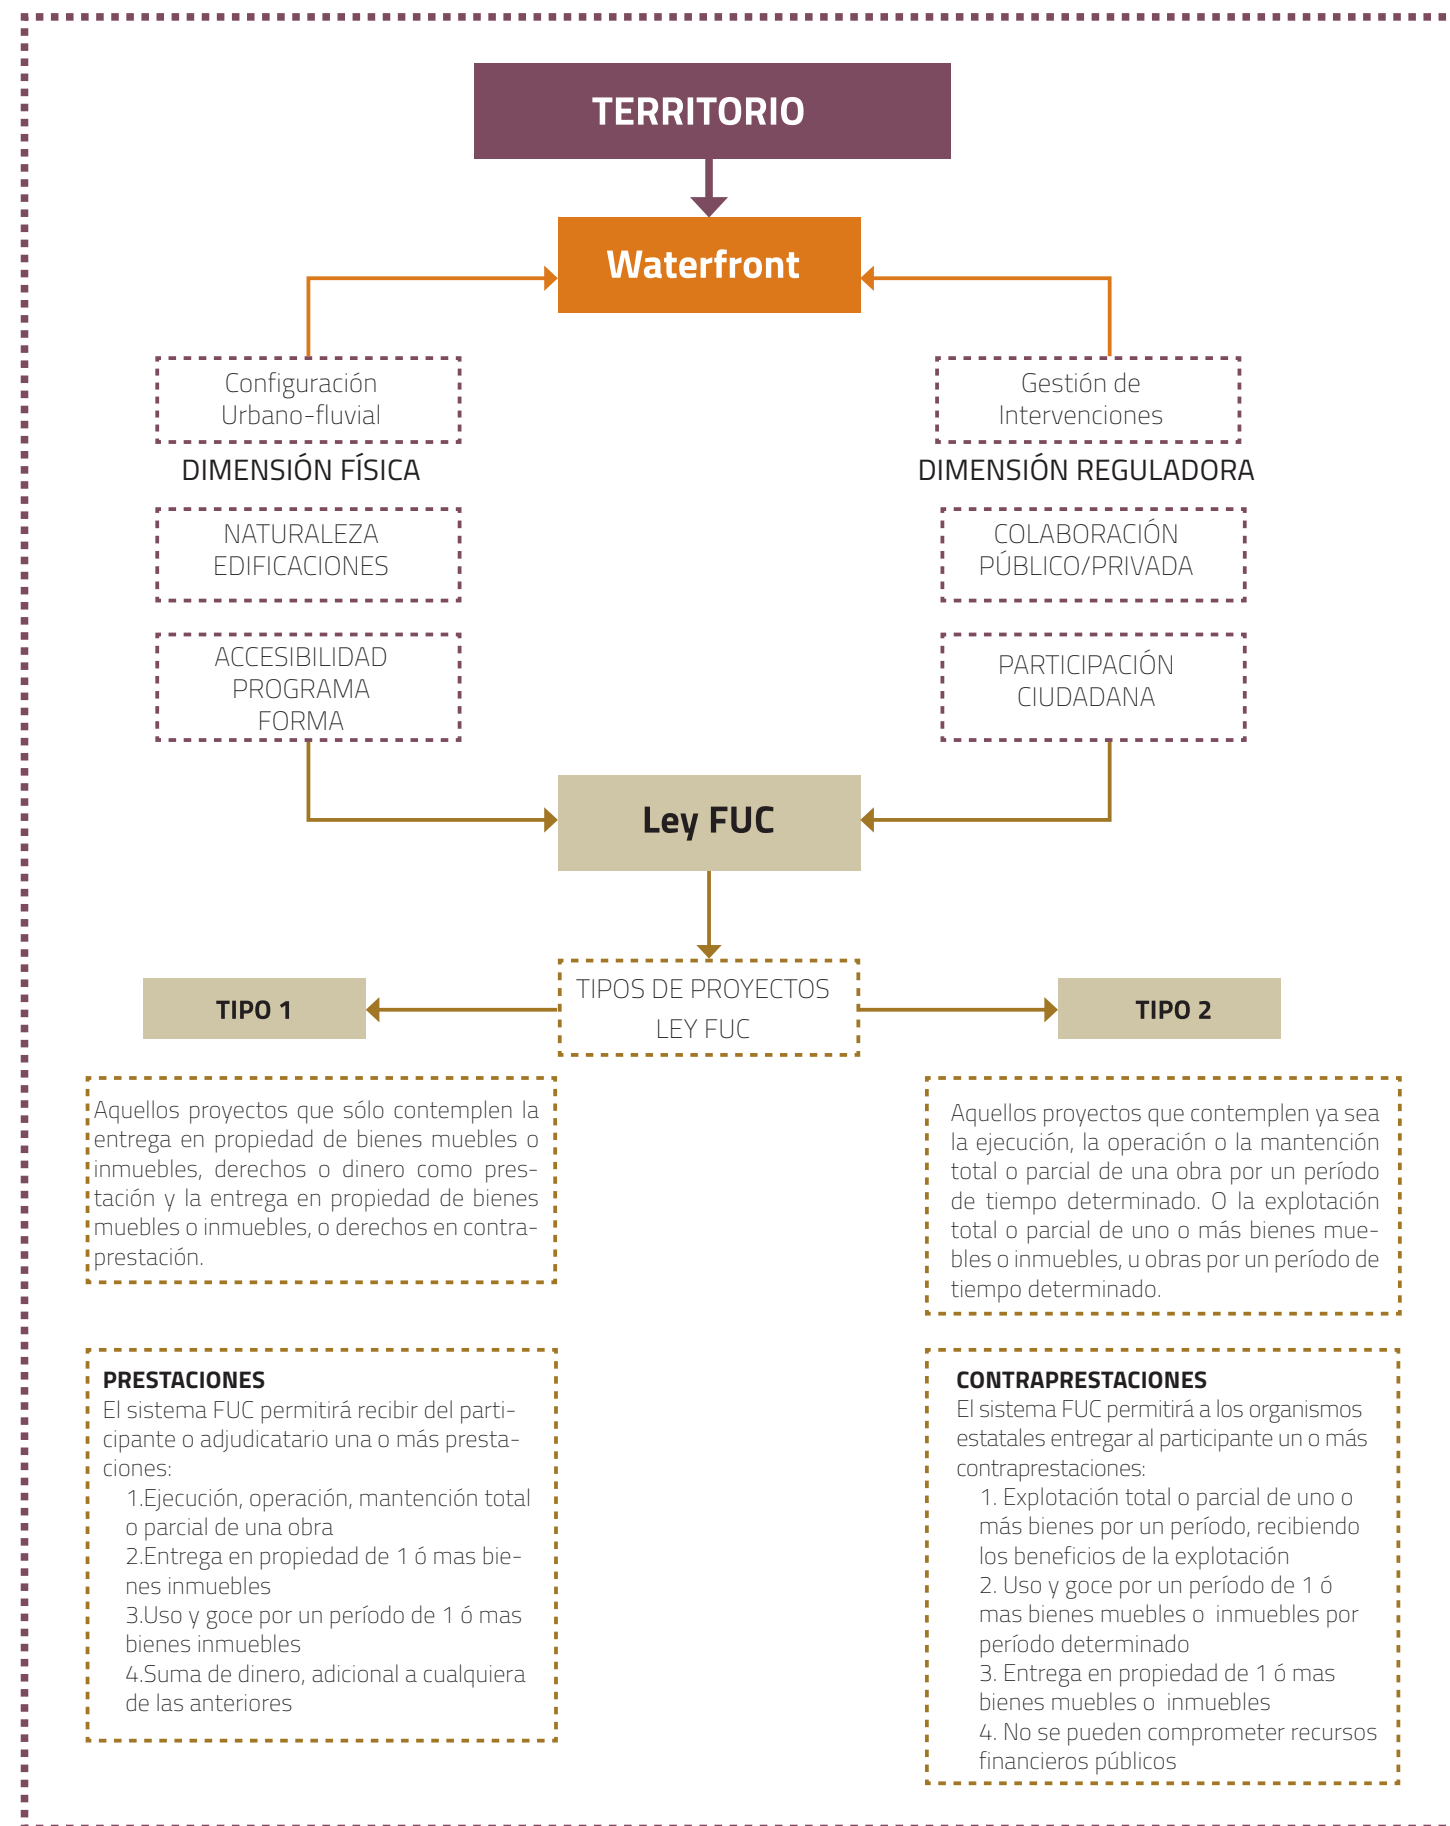 TERRITORIO
Waterfront
Configuración
Urbano-fluvial
DIMENSIÓN FÍSICA
NATURALEZA
EDIFICACIONES
ACCESIBILIDAD
PROGRAMA
FORMA
Gestión de
Intervenciones
DIMENSIÓN REGULADORA
COLABORACIÓN
PÚBLICO/PRIVADA
PARTICIPACIÓN
CIUDADANA
Ley FUC
TIPOS DE PROYECTOS
LEY FUC
TIPO 1
Aquellos proyectos que sólo contemplen la
entrega en propiedad de bienes muebles o
inmuebles, derechos o dinero como pres-
tación y la entrega en propiedad de bienes
muebles o inmuebles, o derechos en contra-
prestación.
TIPO 2
Aquellos proyectos que contemplen ya sea
la ejecución, la operación o la mantención
total o parcial de una obra por un período
de tiempo determinado. O la explotación
total o parcial de uno o más bienes mue-
bles o inmuebles, u obras por un período de
tiempo determinado.
PRESTACIONES
El sistema FUC permitirá recibir del parti-
cipante o adjudicatario una o más presta-
ciones:
1.Ejecución, operación, mantención total
o parcial de una obra
2.Entrega en propiedad de 1 ó mas bie-
nes inmuebles
3.Uso y goce por un período de 1 ó mas
bienes inmuebles
4.Suma de dinero, adicional a cualquiera
de las anteriores
CONTRAPRESTACIONES
El sistema FUC permitirá a los organismos
estatales entregar al participante un o más
contraprestaciones:
1. Explotación total o parcial de uno o
más bienes por un período, recibiendo
los beneficios de la explotación
2. Uso y goce por un período de 1 ó
mas bienes muebles o inmuebles por
período determinado
3. Entrega en propiedad de 1 ó mas
bienes muebles o inmuebles
4. No se pueden comprometer recursos
financieros públicos